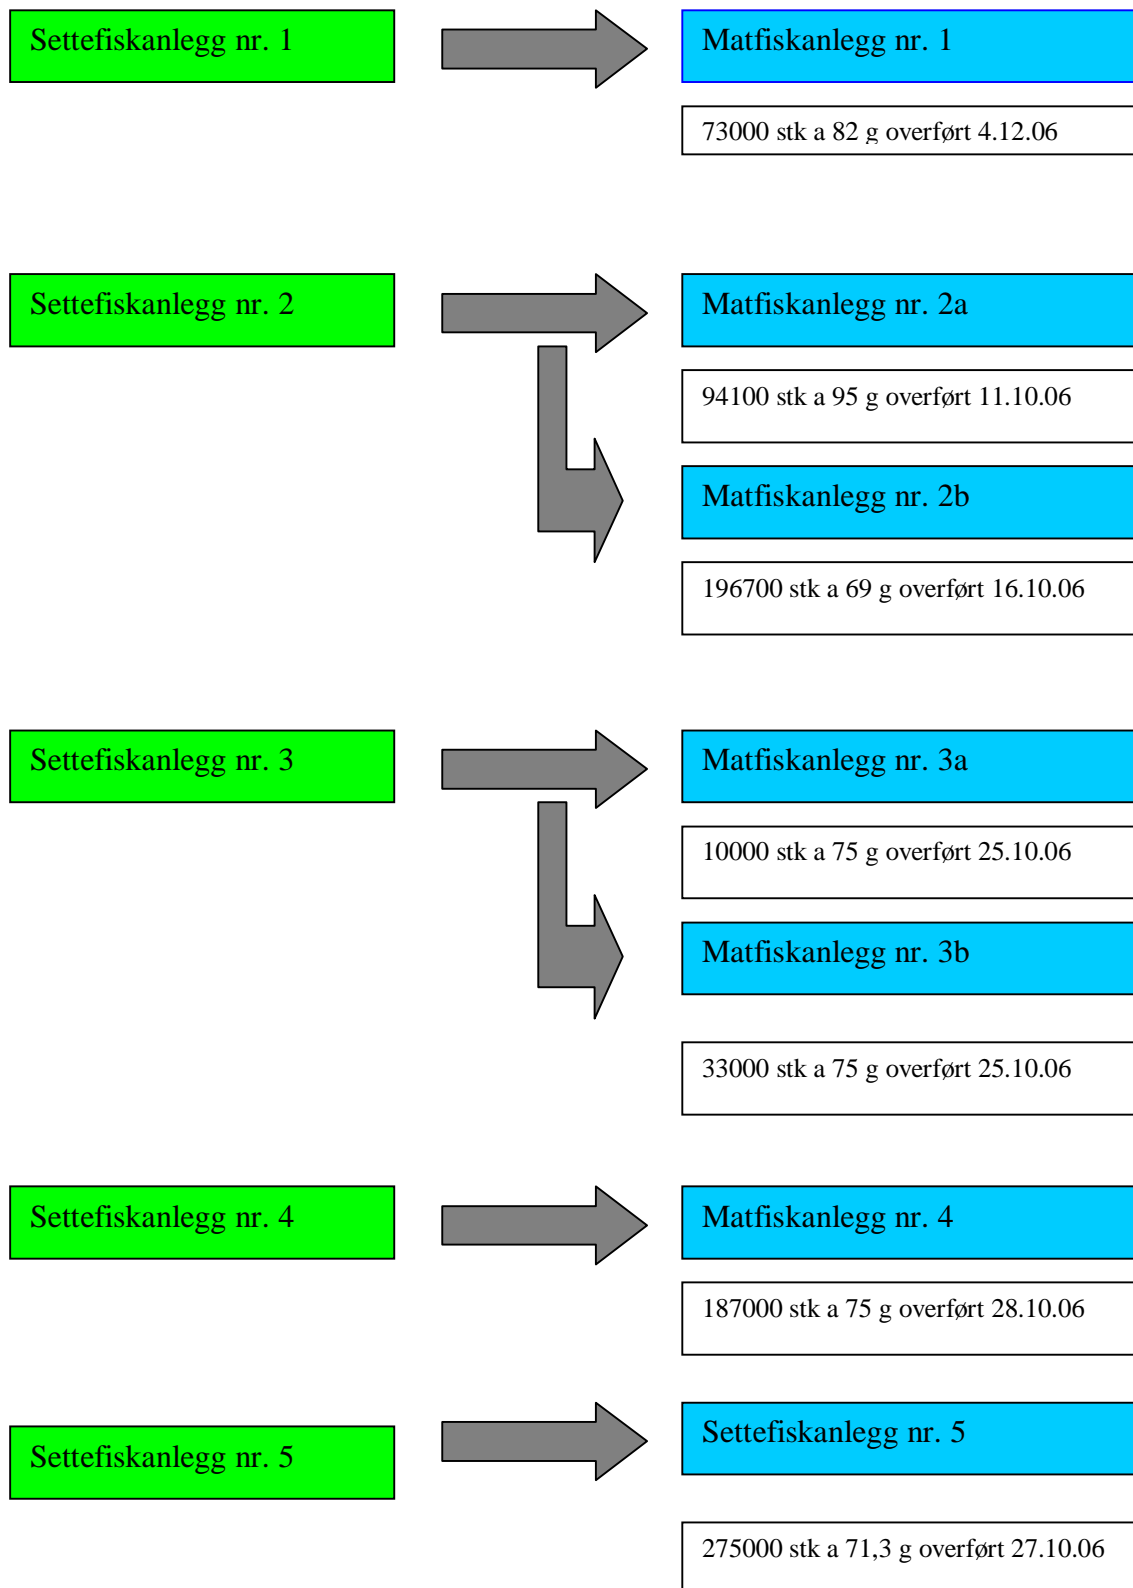 Settefiskanlegg nr. 1
Matfiskanlegg nr. 1
73000 stk a 82 g overført 4.12.06
Settefiskanlegg nr. 2
Matfiskanlegg nr. 2a
94100 stk a 95 g overført 11.10.06
Matfiskanlegg nr. 2b
196700 stk a 69 g overført 16.10.06
Settefiskanlegg nr. 3
Matfiskanlegg nr. 3a
10000 stk a 75 g overført 25.10.06
Matfiskanlegg nr. 3b
33000 stk a 75 g overført 25.10.06
Settefiskanlegg nr. 4
Matfiskanlegg nr. 4
187000 stk a 75 g overført 28.10.06
Settefiskanlegg nr. 5
Settefiskanlegg nr. 5
275000 stk a 71,3 g overført 27.10.06